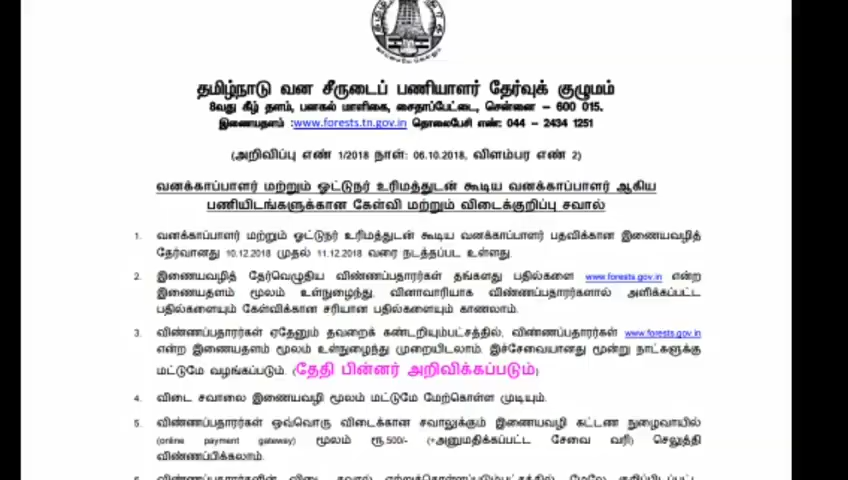 தமிழ்நாடு வன சீருடைப் பணியாளர் தேர்வுக் குழுமம்
8வது கீழ் தளம், பனகல் மாளிகை, சைதாப்பேட்டை, சென்னை – 600 015.
இணையதளம் :www.forests.tn.gov.in தொலைபேசி எண்: 044 – 2434 1251
(அறிவிப்பு எண் 1/2018 நாள்: 06.10.2018, விளம்பர எண் 2)
வனக்காப்பாளர் மற்றும் ஓட்டுநர் உரிமத்துடன் கூடிய வனக்காப்பாளர் ஆகிய
பணியிடங்களுக்கான கேள்வி மற்றும் விடைக்குறிப்பு சவால்
1. வனக்காப்பாளர் மற்றும் ஓட்டுநர் உரிமத்துடன் கூடிய வனக்காப்பாளர் பதவிக்கான இணையவழித்
தேர்வானது 10.12.2018 முதல் 11.12.2018 வரை நடத்தப்பட உள்ளது.
2. இணையவழித் தேர்வெழுதிய விண்ணப்பதாரர்கள் தங்களது பதில்களை www.forests.gov.in என்ற
இணையதளம் மூலம் உள்நுழைந்து, வினாவாரியாக விண்ணப்பதாரர்களால் அளிக்கப்பட்ட
பதில்களையும் கேள்விக்கான சரியான பதில்களையும் காணலாம்.
3. விண்ணப்பதாரர்கள் ஏதேனும் தவறைக் கண்டறியும்பட்சத்தில், விண்ணப்பதாரர்கள் www.forests.gov.in
என்ற இணையதளம் மூலம் உள்நுழைந்து முறையிடலாம். இச்சேவையானது மூன்று நாட்களுக்கு
மட்டுமே வழங்கப்படும். (தேதி பின்னர் அறிவிக்கப்படும்)
4. விடை சவாலை இணையவழி மூலம் மட்டுமே மேற்கொள்ள முடியும்.
5. விண்ணப்பதாரர்கள் ஒவ்வொரு விடைக்கான சவாலுக்கும் இணையவழி கட்டண நுழைவாயில்
(online payment gateway) மூலம் ரூ.500/- (+அனுமதிக்கப்பட்ட சேவை வரி) செலுத்தி
விண்ணப்பிக்கலாம்.